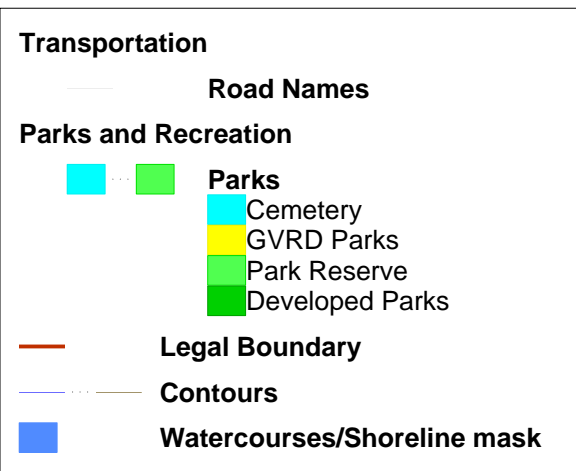 Transportation
Road Names
Parks and Recreation
Parks
Cemetery
GVRD Parks
Park Reserve
Developed Parks
Legal Boundary
Contours
Watercourses/Shoreline mask